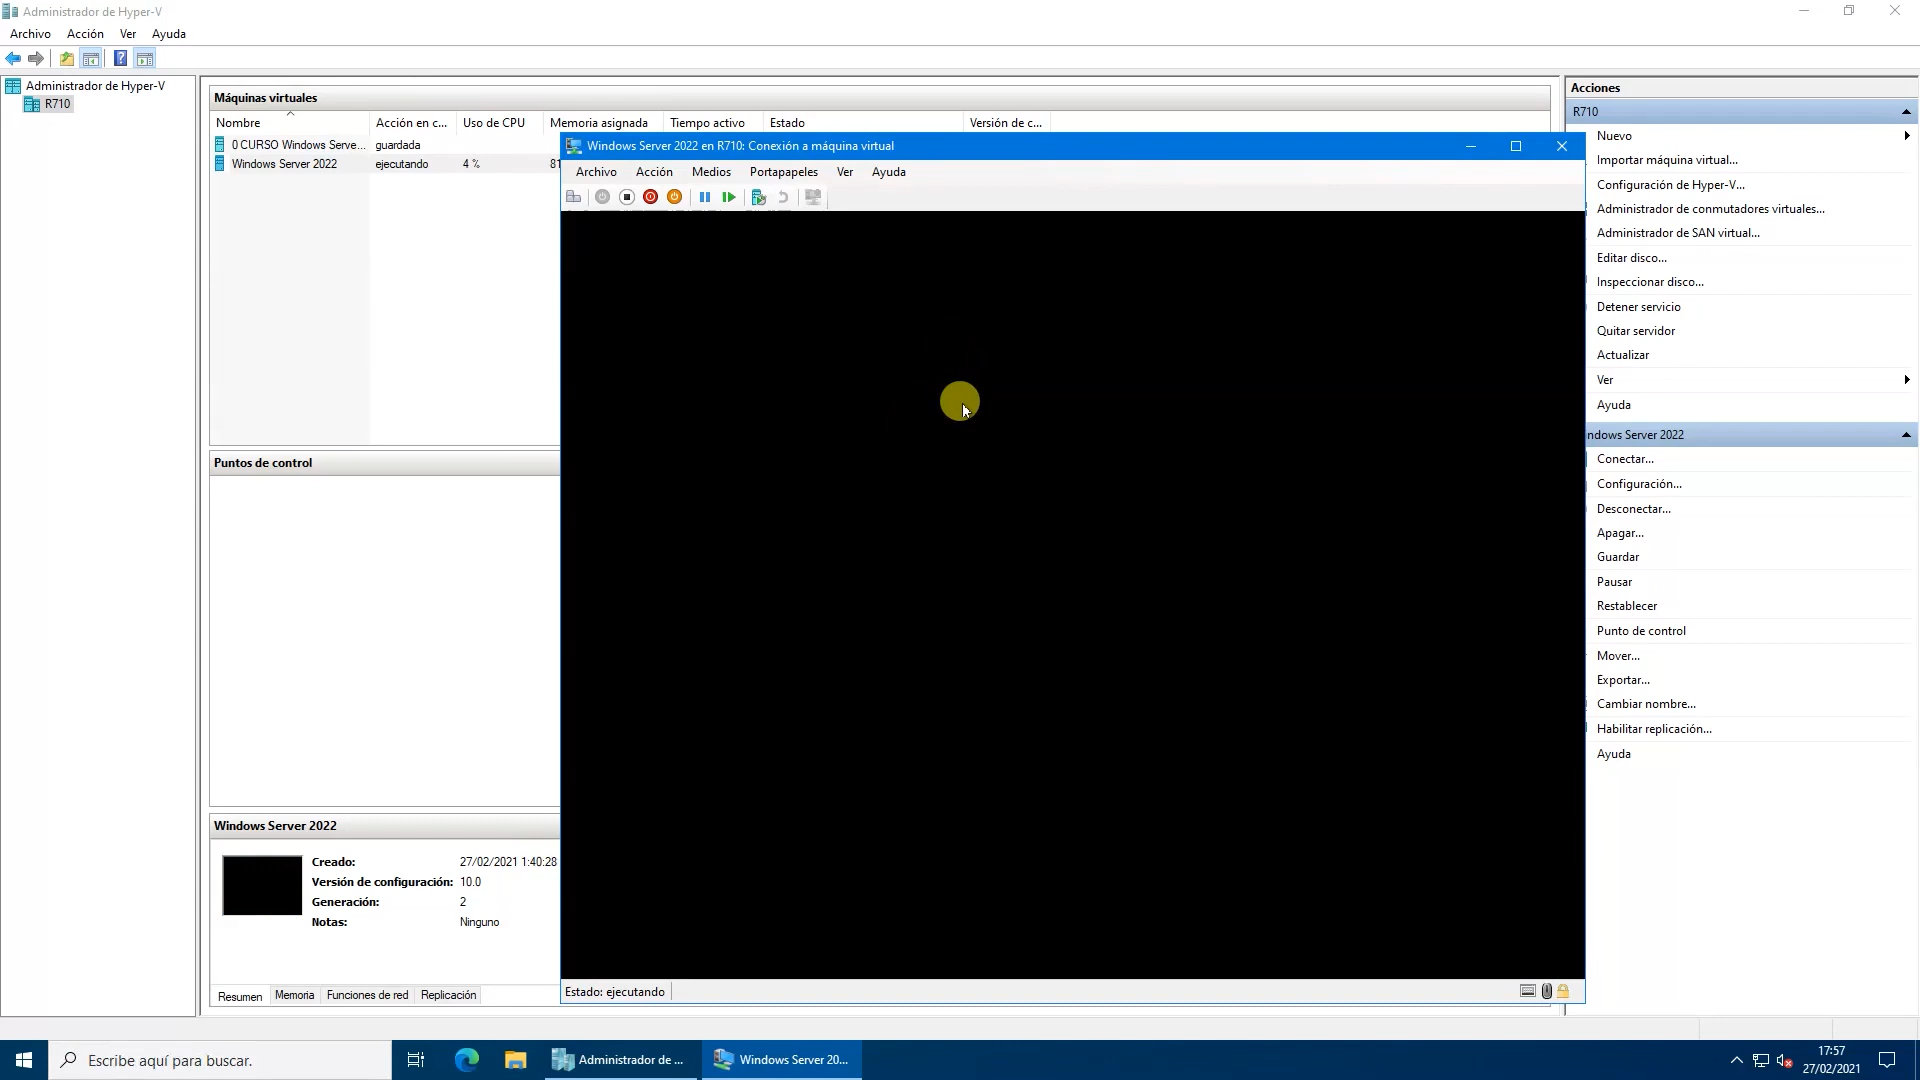 Administrador de Hyper-V
Archivo Acción Ver Ayuda
Administrador de Hyper-V
R710
Máquinas virtuales
Nombre Acción en c... Uso de CPU Memoria asignada Tiempo activo Estado Versión de c...
0 CURSO Windows Serve... guardada
Windows Server 2022 ejecutando 4 % 81
Puntos de control
Windows Server 2022
Creado: 27/02/2021 1:40:28
Versión de configuración: 10.0
Generación: 2
Notas: Ninguno
Resumen Memoria Funciones de red Replicación
Windows Server 2022 en R710: Conexión a máquina virtual
Archivo Acción Medios Portapapeles Ver Ayuda
Estado: ejecutando
Acciones
R710
Nuevo
Importar máquina virtual...
Configuración de Hyper-V...
Administrador de conmutadores virtuales...
Administrador de SAN virtual...
Editar disco...
Inspeccionar disco...
Detener servicio
Quitar servidor
Actualizar
Ver
Ayuda
indows Server 2022
Conectar...
Configuración...
Desconectar...
Apagar...
Guardar
Pausar
Restablecer
Punto de control
Mover...
Exportar...
Cambiar nombre...
Habilitar replicación...
Ayuda
Escribe aquí para buscar.
Administrador de ...
Windows Server 20...
17:57
27/02/2021